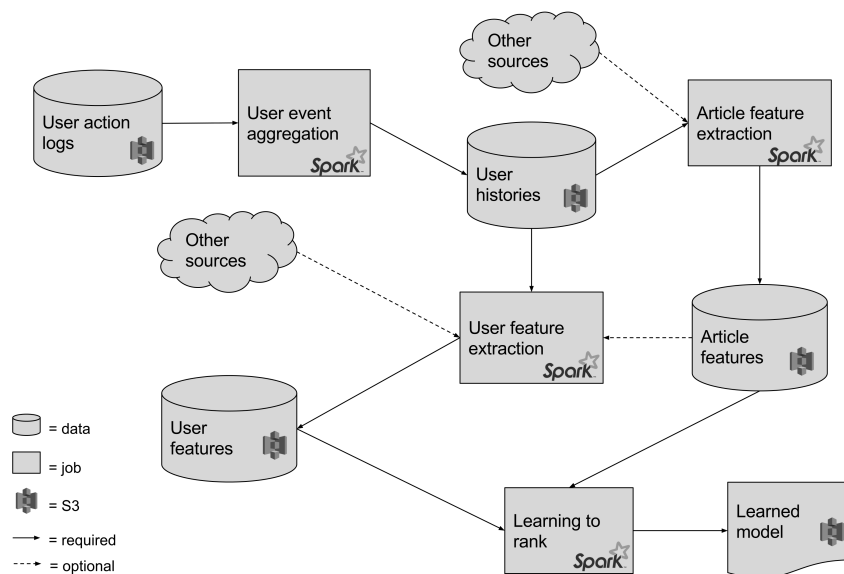 Other
sources
User action
logs
User event
aggregation
Spark
Article feature
extraction
Spark
User
histories
Other
sources
User feature
extraction
Spark
Article
features
User
features
= data
= job
= S3
= required
= optional
Learning to
rank
Spark
Learned
model